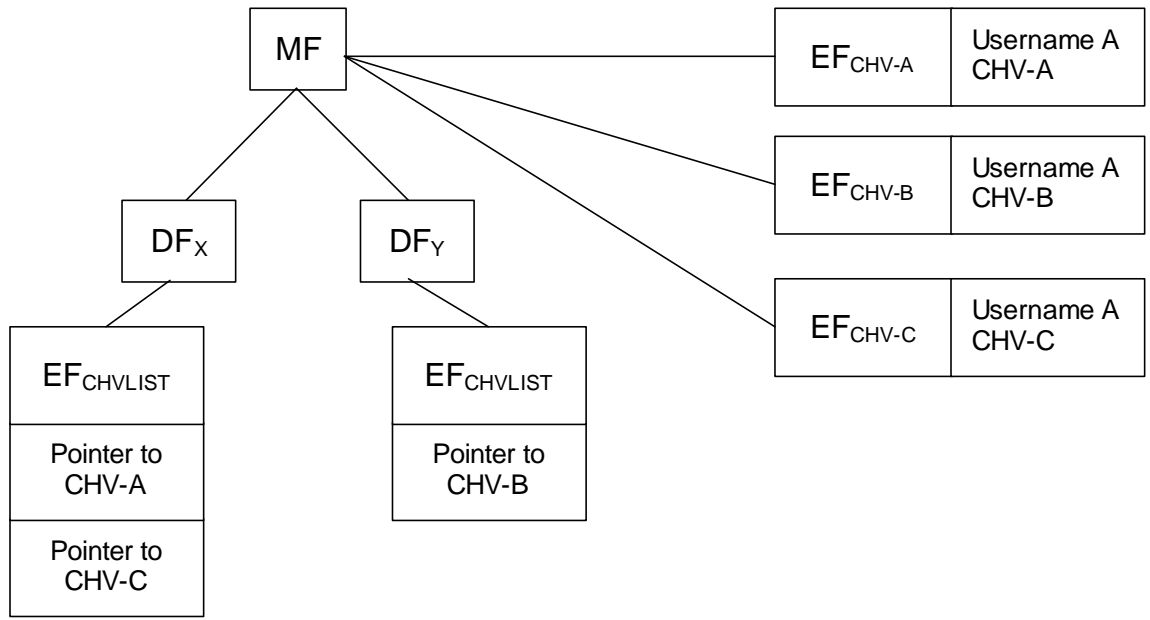 MF
EFCHV-A
Username A
CHV-A
EFCHV-B
Username A
CHV-B
EFCHV-C
Username A
CHV-C
DFX
DFY
EFCHVLIST
Pointer to
CHV-A
Pointer to
CHV-C
EFCHVLIST
Pointer to
CHV-B